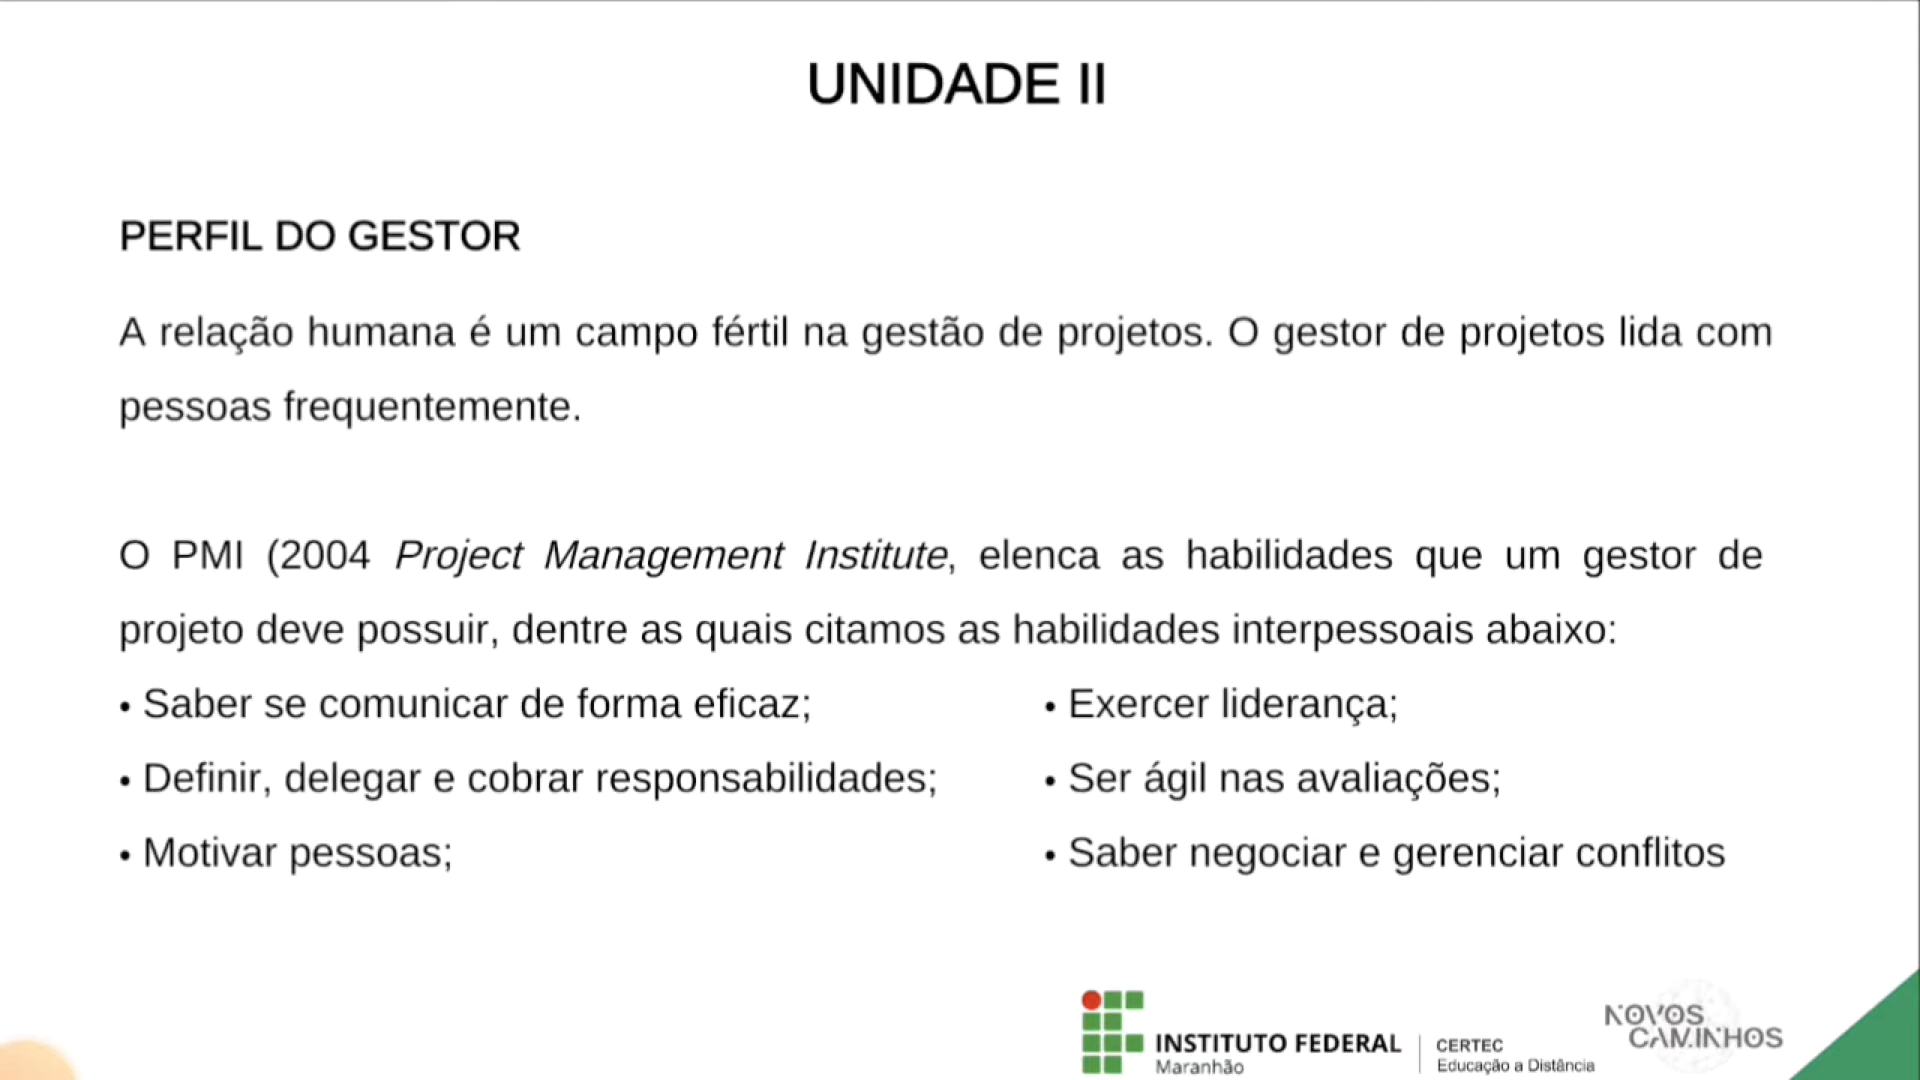 UNIDADE II
PERFIL DO GESTOR
A relação humana é um campo fértil na gestão de projetos. O gestor de projetos lida com
pessoas frequentemente.
O PMI (2004 Project Management Institute, elenca as habilidades que um gestor de
projeto deve possuir, dentre as quais citamos as habilidades interpessoais abaixo:
• Saber se comunicar de forma eficaz;
• Definir, delegar e cobrar responsabilidades;
• Motivar pessoas;
• Exercer liderança;
• Ser ágil nas avaliações;
• Saber negociar e gerenciar conflitos
INSTITUTO FEDERAL
Maranhão
CERTEC
Educação a Distância
NOVOS
CAMINHOS